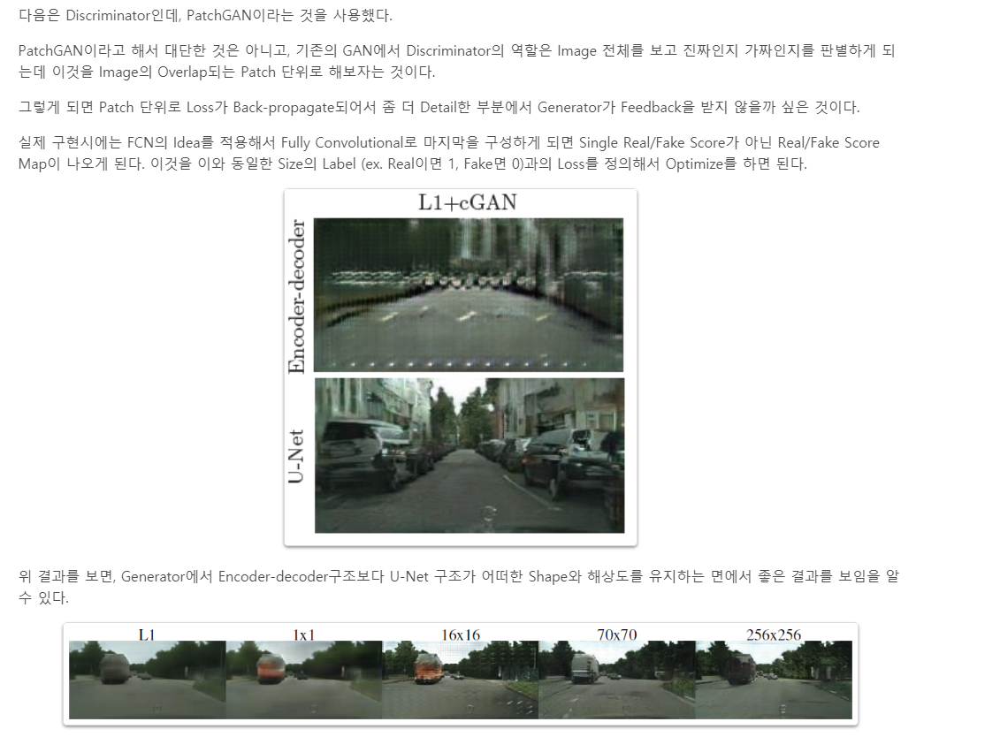 다음은 Discriminator인데, PatchGAN이라는 것을 사용했다.
PatchGAN이라고 해서 대단한 것은 아니고, 기존의 GAN에서 Discriminator의 역할은 Image 전체를 보고 진짜인지 가짜인지를 판별하게 되
는데 이것을 Image의 Overlap되는 Patch 단위로 해보자는 것이다.
그렇게 되면 Patch 단위로 Loss가 Back-propagate되어서 좀 더 Detail한 부분에서 Generator가 Feedback을 받지 않을까 싶은 것이다.
실제 구현시에는 FCN의 Idea를 적용해서 Fully Convolutional로 마지막을 구성하게 되면 Single Real/Fake Score가 아닌 Real/Fake Score
Map이 나오게 된다. 이것을 이와 동일한 Size의 Label (ex. Real이면 1, Fake면 0)과의 Loss를 정의해서 Optimize를 하면 된다.
L1+cGAN
Encoder-decoder
U-Net
위 결과를 보면, Generator에서 Encoder-decoder구조보다 U-Net 구조가 어떠한 Shape와 해상도를 유지하는 면에서 좋은 결과를 보임을 알
수 있다.
L1 1x1 16x16 70x70 256x256